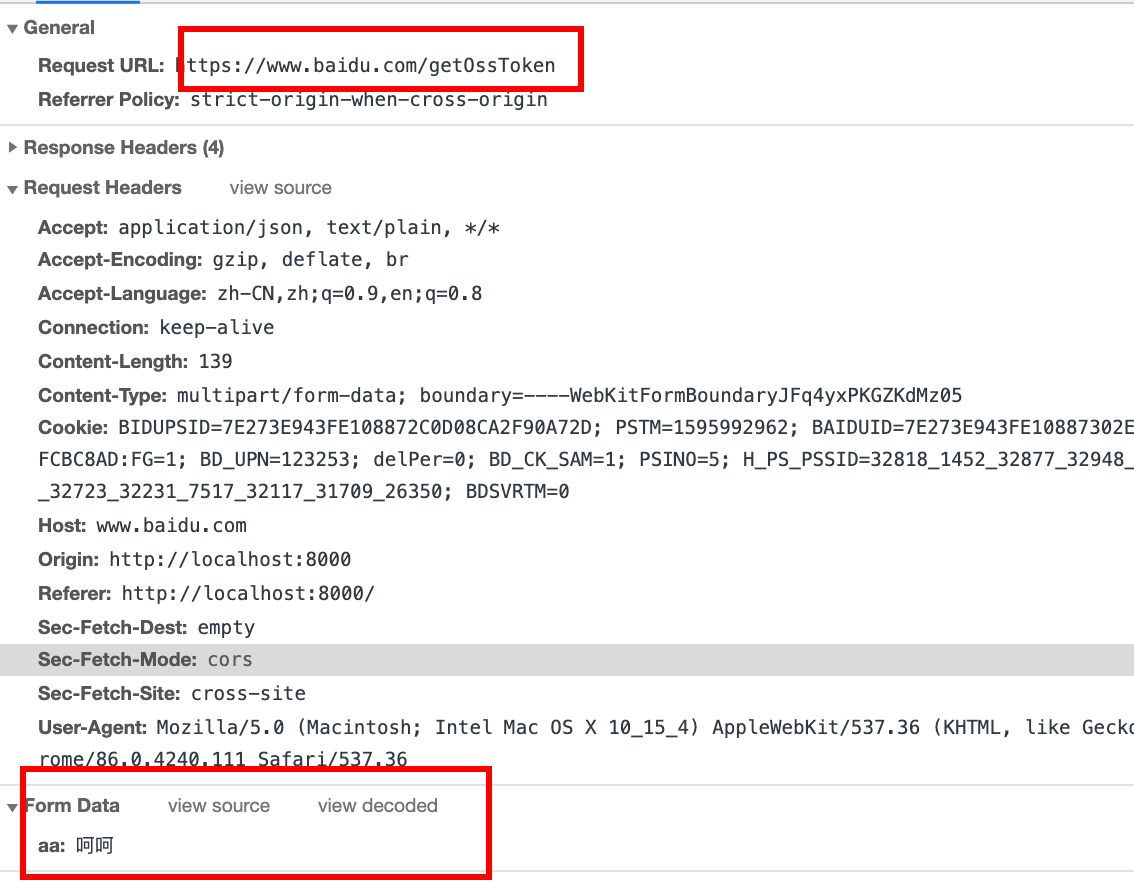 General
Request URL: https://www.baidu.com/getOssToken
Referrer Policy: strict-origin-when-cross-origin
Response Headers (4)
Request Headers view source
Accept: application/json, text/plain, */*
Accept-Encoding: gzip, deflate, br
Accept-Language: zh-CN,zh;q=0.9,en;q=0.8
Connection: keep-alive
Content-Length: 139
Content-Type: multipart/form-data; boundary=----WebKitFormBoundaryJFq4yxPKGZKdMz05
Cookie: BIDUPSID=7E273E943FE108872C0D08CA2F90A72D; PSTM=1595992962; BAIDUID=7E273E943FE10887302E
FCBC8AD:FG=1; BD_UPN=123253; delPer=0; BD_CK_SAM=1; PSINO=5; H_PS_PSSID=32818_1452_32877_32948_
_32723_32231_7517_32117_31709_26350; BDSVRTM=0
Host: www.baidu.com
Origin: http://localhost:8000
Referer: http://localhost:8000/
Sec-Fetch-Dest: empty
Sec-Fetch-Mode: cors
Sec-Fetch-Site: cross-site
User-Agent: Mozilla/5.0 (Macintosh; Intel Mac OS X 10_15_4) AppleWebKit/537.36 (KHTML, like Gecko
rome/86.0.4240.111 Safari/537.36
Form Data view source view decoded
aa: 呵呵